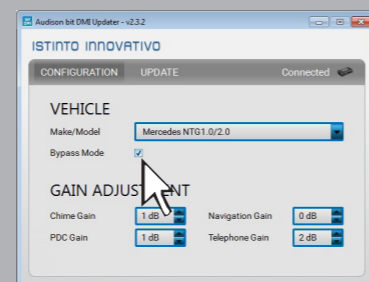 Audison bit DMI Updater - v2.3.2
ISTINTO INNOVATIVO
CONFIGURATION UPDATE Connected
VEHICLE
Make/Model Mercedes NTG1.0/2.0
Bypass Mode
GAIN ADJUSTMENT
Chime Gain 1 dB Navigation Gain 0 dB
PDC Gain 1 dB Telephone Gain 2 dB